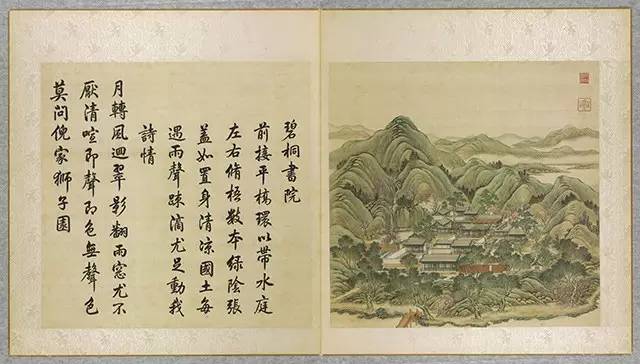 碧桐書院
前接平橋環以帶水庭
左右脩梧數本綠陰張
蓋如置身清涼國土每
遇雨聲踈滴尤足動我
詩情
月轉風迴翠影翻雨窓尤不
厭清喧即聲即色無聲色
莫問倪家獅子園